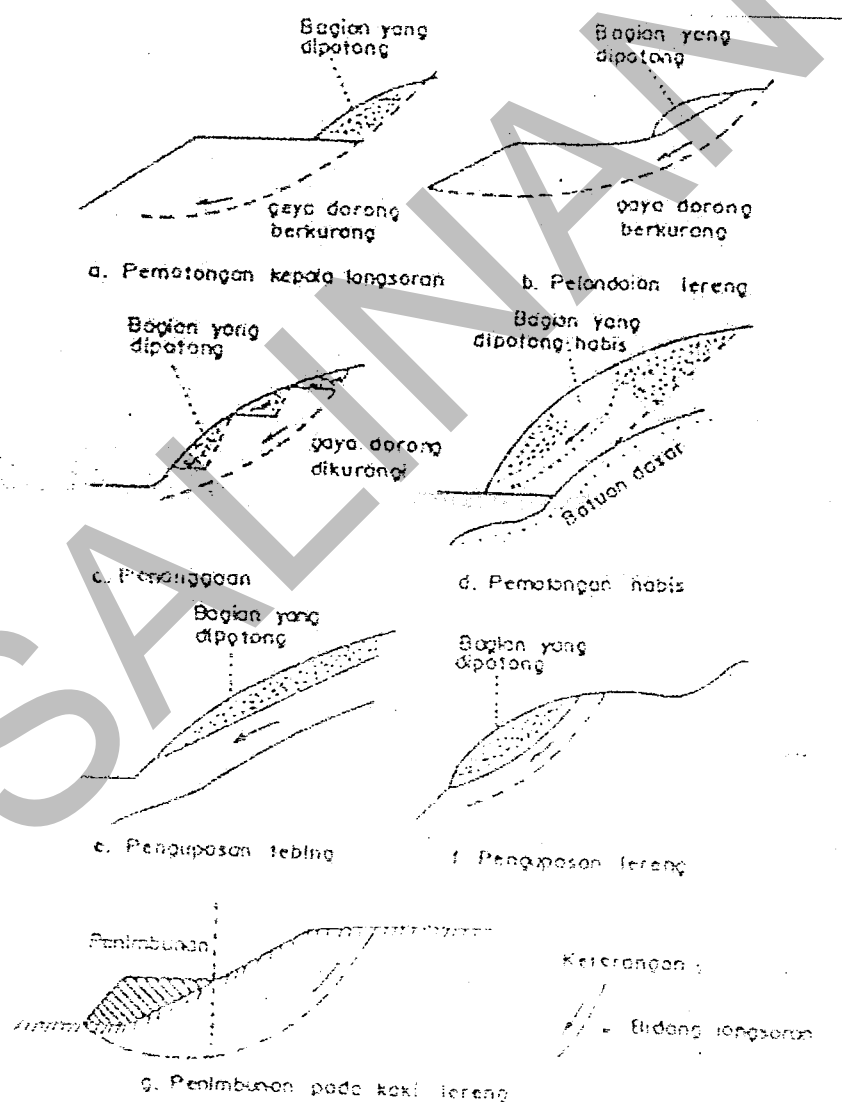 Bagian yang
dipotong
Bagian yang
dipotong
gaya dorong
berkurang
gaya dorong
berkurang
a. Pemotongan kepala longsoran
b. Pelandaian lereng
Bagian yang
dipotong
Bagian yang
dipotong habis
gaya dorong
dikurangi
Batuan dasar
c. Penanggaan
d. Pemotongan habis
Bagian yang
dipotong
Bagian yang
dipotong
e. Pengupasan tebing
f. Pengupasan lereng
Penimbunan
Keterangan :
= Bidang longsoran
g. Penimbunan pada kaki lereng
SALINAN